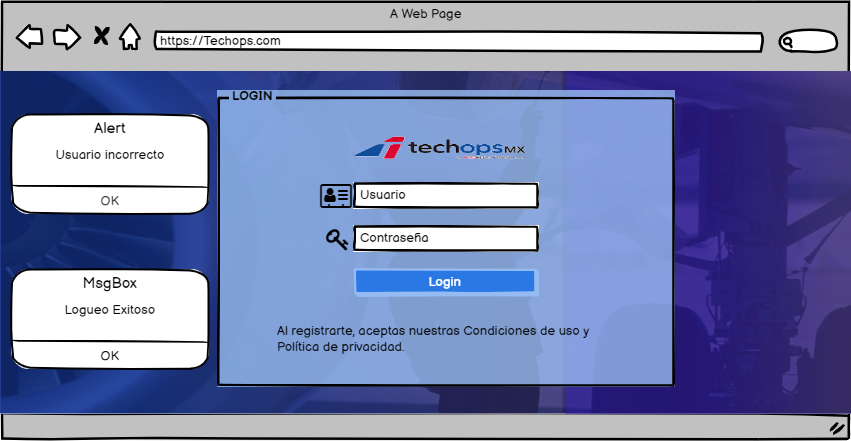 A Web Page
https://Techops.com
LOGIN
Alert
Usuario incorrecto
OK
techopsMX
Usuario
Contraseña
MsgBox
Logueo Exitoso
OK
Login
Al registrarte, aceptas nuestras Condiciones de uso y
Política de privacidad.